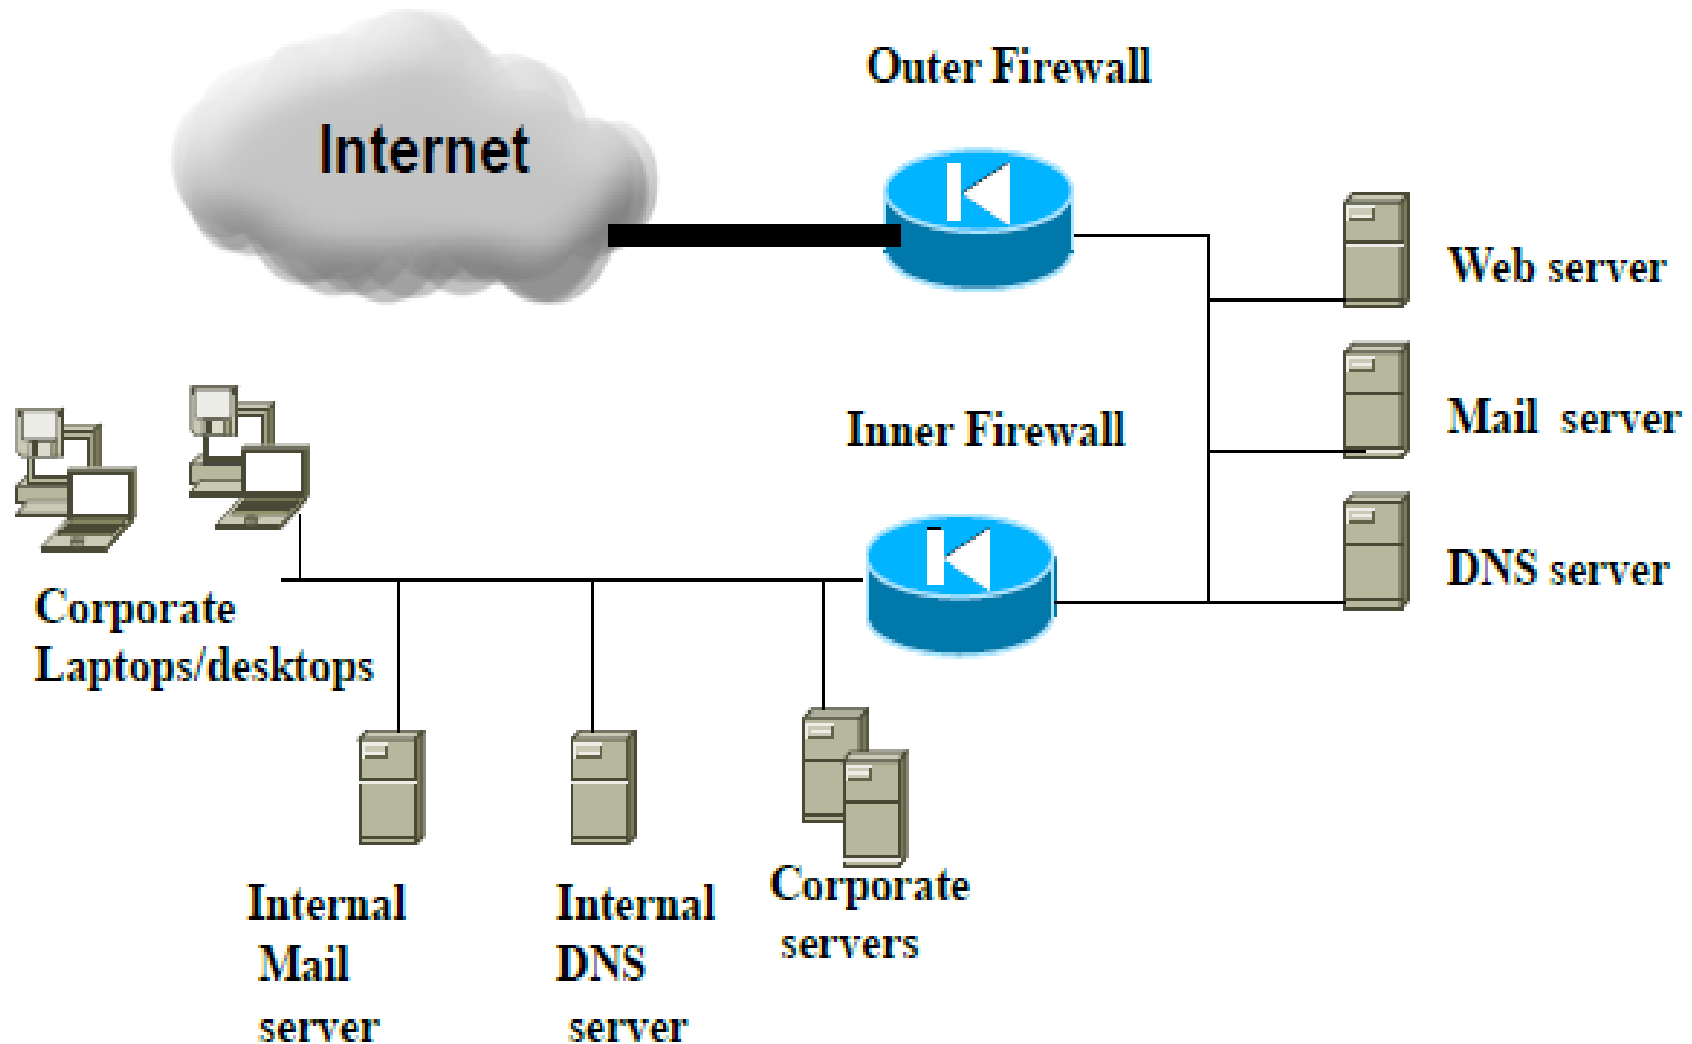 Outer Firewall
Internet
Web server
Mail server
Inner Firewall
DNS server
Corporate
Laptops/desktops
Internal
Mail
server
Internal
DNS
server
Corporate
servers